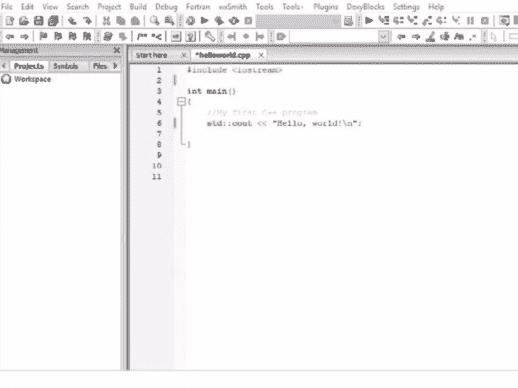 File Edit View Search Project Build Debug Fortran wxSmith Tools Tools+ Plugins DoxyBlocks Settings Help
Management
Projects Symbols Files
Workspace
Start here *helloworld.cpp
1 #include <iostream>
2
3 int main()
4 {
5 //My first C++ program
6 std::cout << "Hello, world!\n";
7
8 }
9
10
11